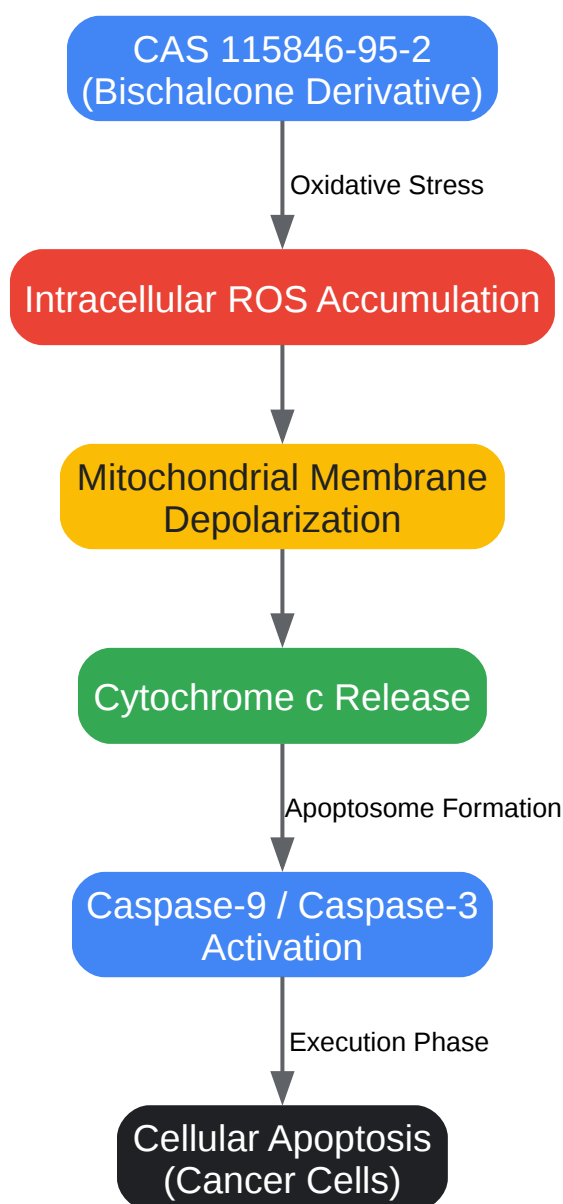 CAS 115846-95-2
(Bischalcone Derivative)
Oxidative Stress
Intracellular ROS Accumulation
Mitochondrial Membrane
Depolarization
Cytochrome c Release
Apoptosome Formation
Caspase-9 / Caspase-3
Activation
Execution Phase
Cellular Apoptosis
(Cancer Cells)